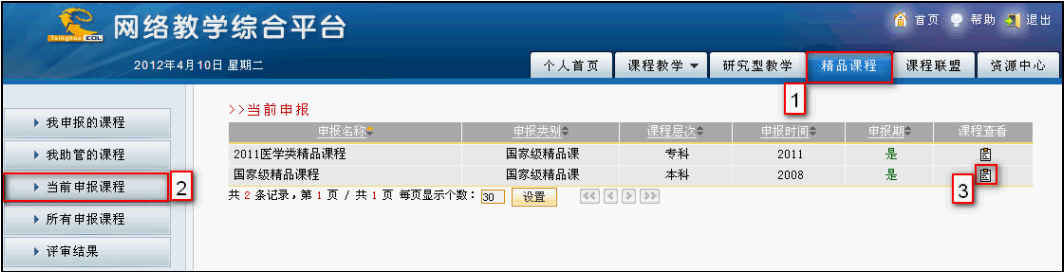 网络教学综合平台
首页 帮助 退出
2012年4月10日 星期二
个人首页 课程教学 研究型教学 精品课程 课程联盟 资源中心
1
>>当前申报
我申报的课程
我助管的课程
当前申报课程 2
所有申报课程
评审结果
申报名称 申报类别 课程层次 申报时间 申报期 课程查看
2011医学类精品课程 国家级精品课 专科 2011 是
国家级精品课程 国家级精品课 本科 2008 是
3
共 2 条记录，第 1 页 / 共 1 页 每页显示个数： 30 设置